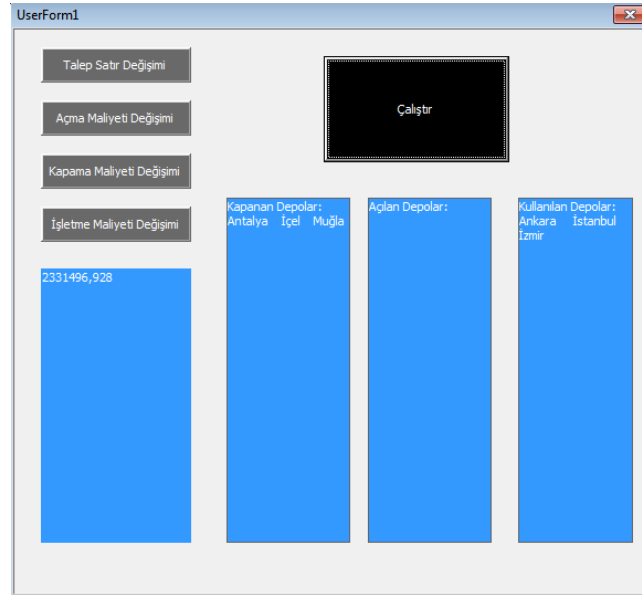 UserForm1
Talep Satır Değişimi
Açma Maliyeti Değişimi
Kapama Maliyeti Değişimi
İşletme Maliyeti Değişimi
Çalıştır
2331496,928
Kapanan Depolar:
Antalya İçel Muğla
Açılan Depolar:
Kullanılan Depolar:
Ankara İstanbul
İzmir